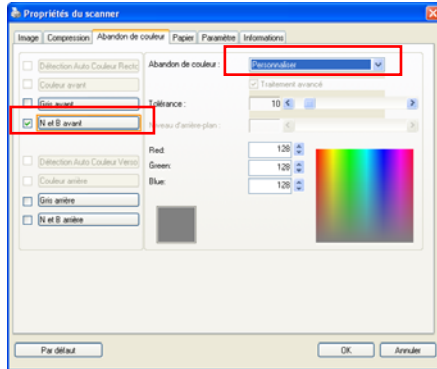 Propriétés du scanner
Image Compression Abandon de couleur Papier Paramètre Informations
Détection Auto Couleur Recto
Couleur avant
Gris avant
N et B avant
Détection Auto Couleur Verso
Couleur arrière
Gris arrière
N et B arrière
Abandon de couleur :
Personnaliser
Traitement avancé
Tolérance :
10
Niveau d'arrière-plan :
Red:
128
Green:
128
Blue:
128
Par défaut
OK
Annuler